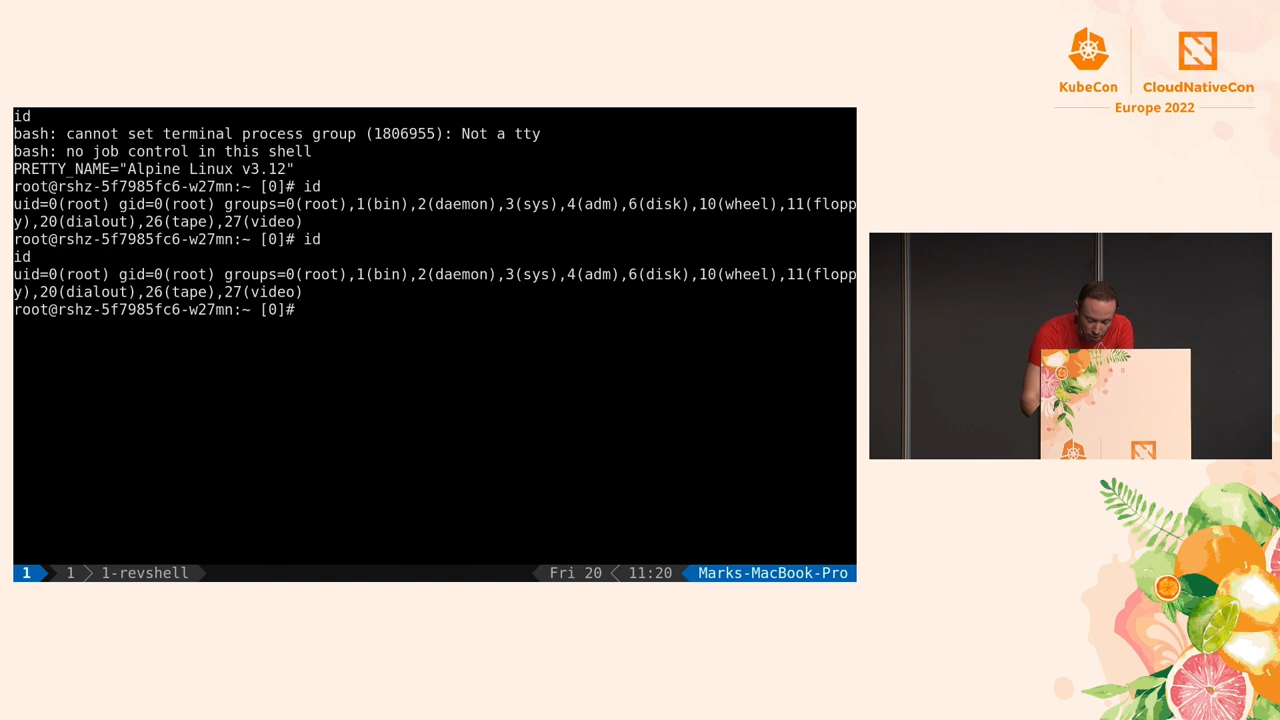 KubeCon
CloudNativeCon
Europe 2022
id
bash: cannot set terminal process group (1806955): Not a tty
bash: no job control in this shell
PRETTY_NAME="Alpine Linux v3.12"
root@rshz-5f7985fc6-w27mn:~ [0]# id
uid=0(root) gid=0(root) groups=0(root),1(bin),2(daemon),3(sys),4(adm),6(disk),10(wheel),11(flopp
y),20(dialout),26(tape),27(video)
root@rshz-5f7985fc6-w27mn:~ [0]# id
id
uid=0(root) gid=0(root) groups=0(root),1(bin),2(daemon),3(sys),4(adm),6(disk),10(wheel),11(flopp
y),20(dialout),26(tape),27(video)
root@rshz-5f7985fc6-w27mn:~ [0]#
1 1 1-revshell Fri 20 11:20 Marks-MacBook-Pro